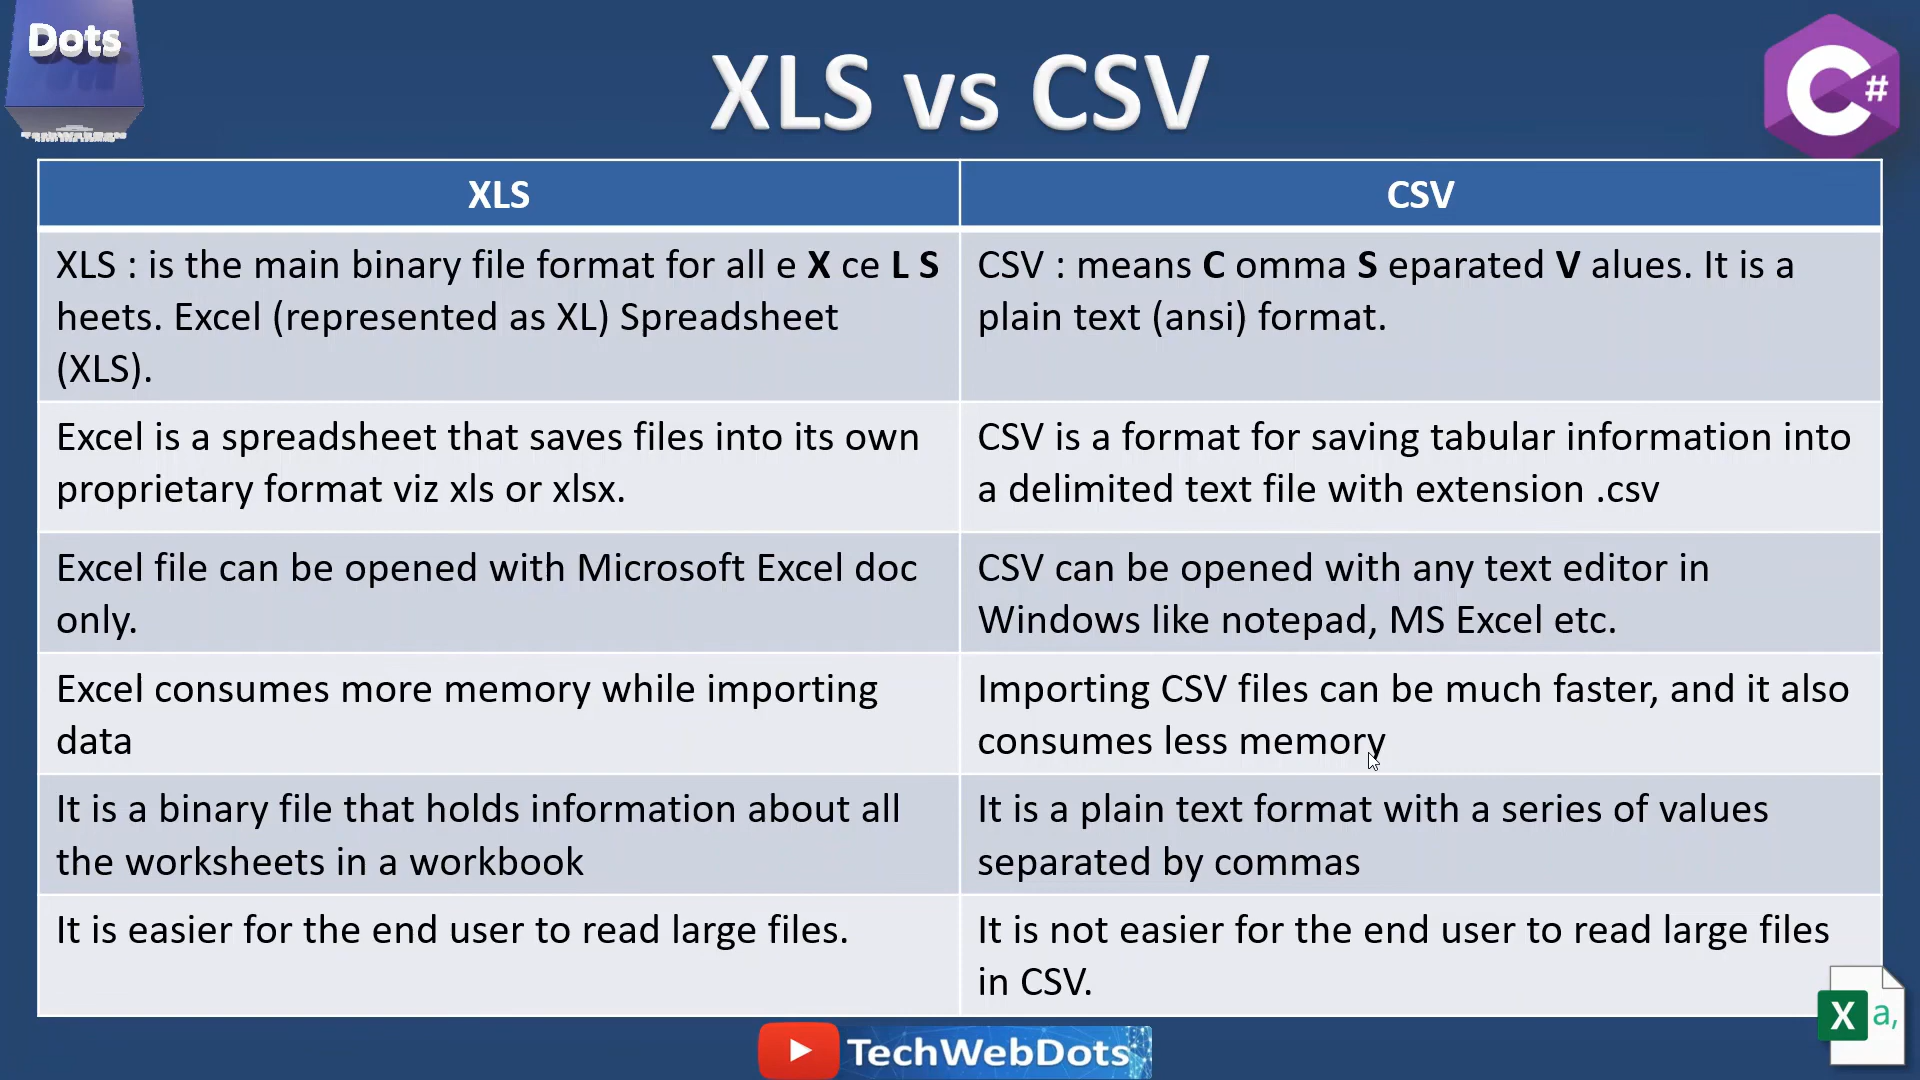 Dots
TechWebDots
XLS vs CSV
C#
XLS
CSV
XLS : is the main binary file format for all e X ce L S
heets. Excel (represented as XL) Spreadsheet
(XLS).
CSV : means C omma S eparated V alues. It is a
plain text (ansi) format.
Excel is a spreadsheet that saves files into its own
proprietary format viz xls or xlsx.
CSV is a format for saving tabular information into
a delimited text file with extension .csv
Excel file can be opened with Microsoft Excel doc
only.
CSV can be opened with any text editor in
Windows like notepad, MS Excel etc.
Excel consumes more memory while importing
data
Importing CSV files can be much faster, and it also
consumes less memory
It is a binary file that holds information about all
the worksheets in a workbook
It is a plain text format with a series of values
separated by commas
It is easier for the end user to read large files.
It is not easier for the end user to read large files
in CSV.
X a,
TechWebDots